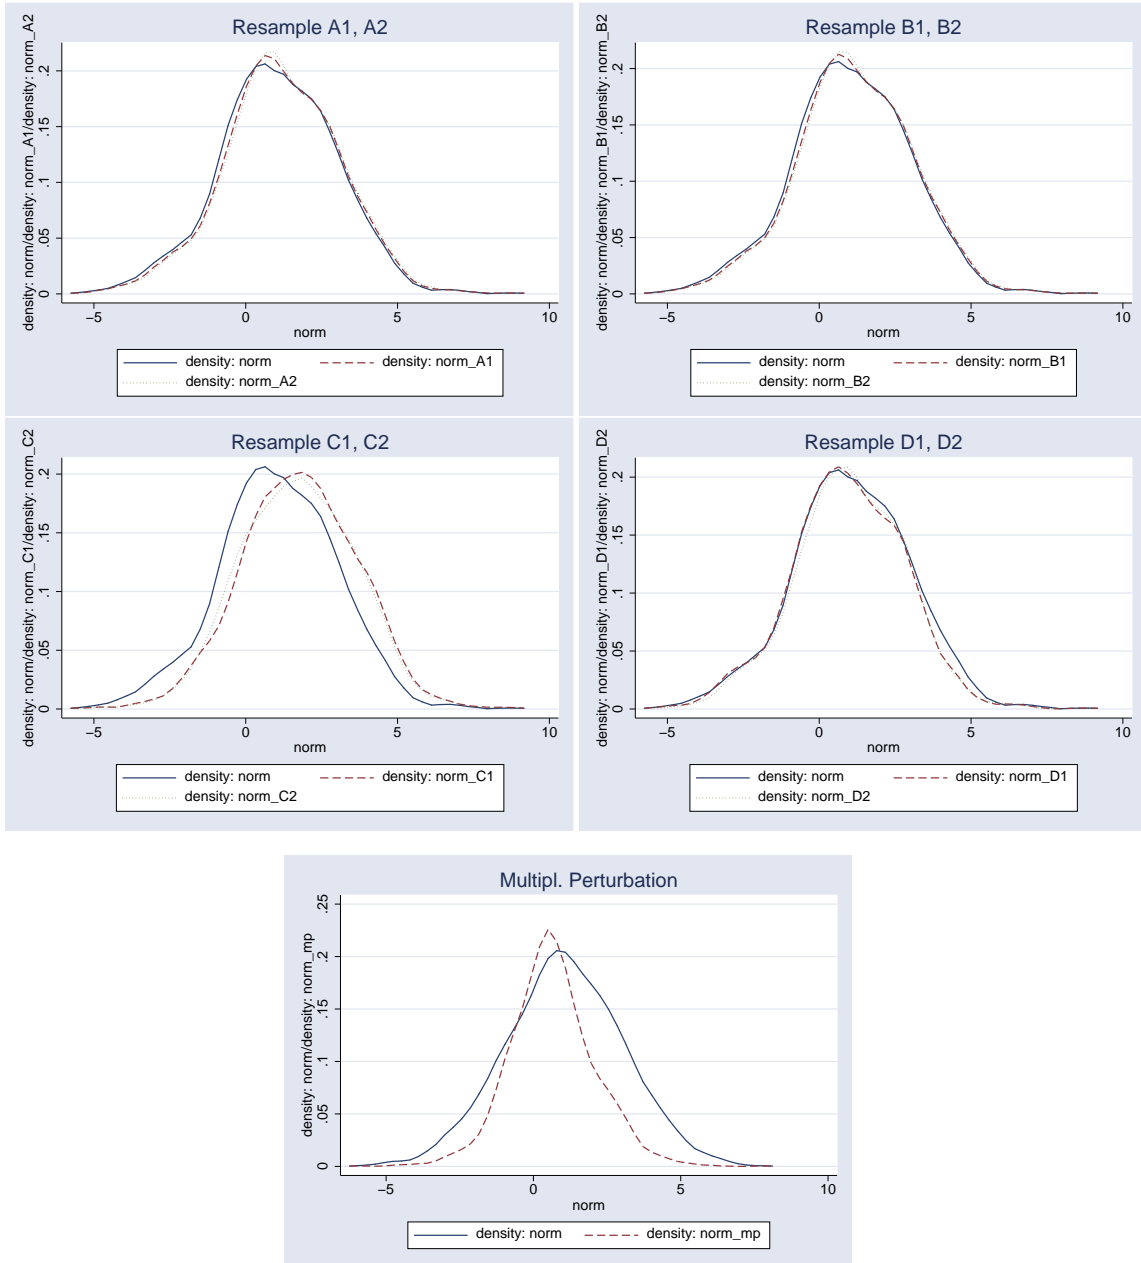 Resample A1, A2
density: norm/density: norm_A1/density: norm_A2
0 .05 .1 .15 .2
−5 0 5 10
norm
density: norm density: norm_A1
density: norm_A2
Resample B1, B2
density: norm/density: norm_B1/density: norm_B2
0 .05 .1 .15 .2
−5 0 5 10
norm
density: norm density: norm_B1
density: norm_B2
Resample C1, C2
density: norm/density: norm_C1/density: norm_C2
0 .05 .1 .15 .2
−5 0 5 10
norm
density: norm density: norm_C1
density: norm_C2
Resample D1, D2
density: norm/density: norm_D1/density: norm_D2
0 .05 .1 .15 .2
−5 0 5 10
norm
density: norm density: norm_D1
density: norm_D2
Multipl. Perturbation
density: norm/density: norm_mp
0 .05 .1 .15 .2 .25
−5 0 5 10
norm
density: norm density: norm_mp